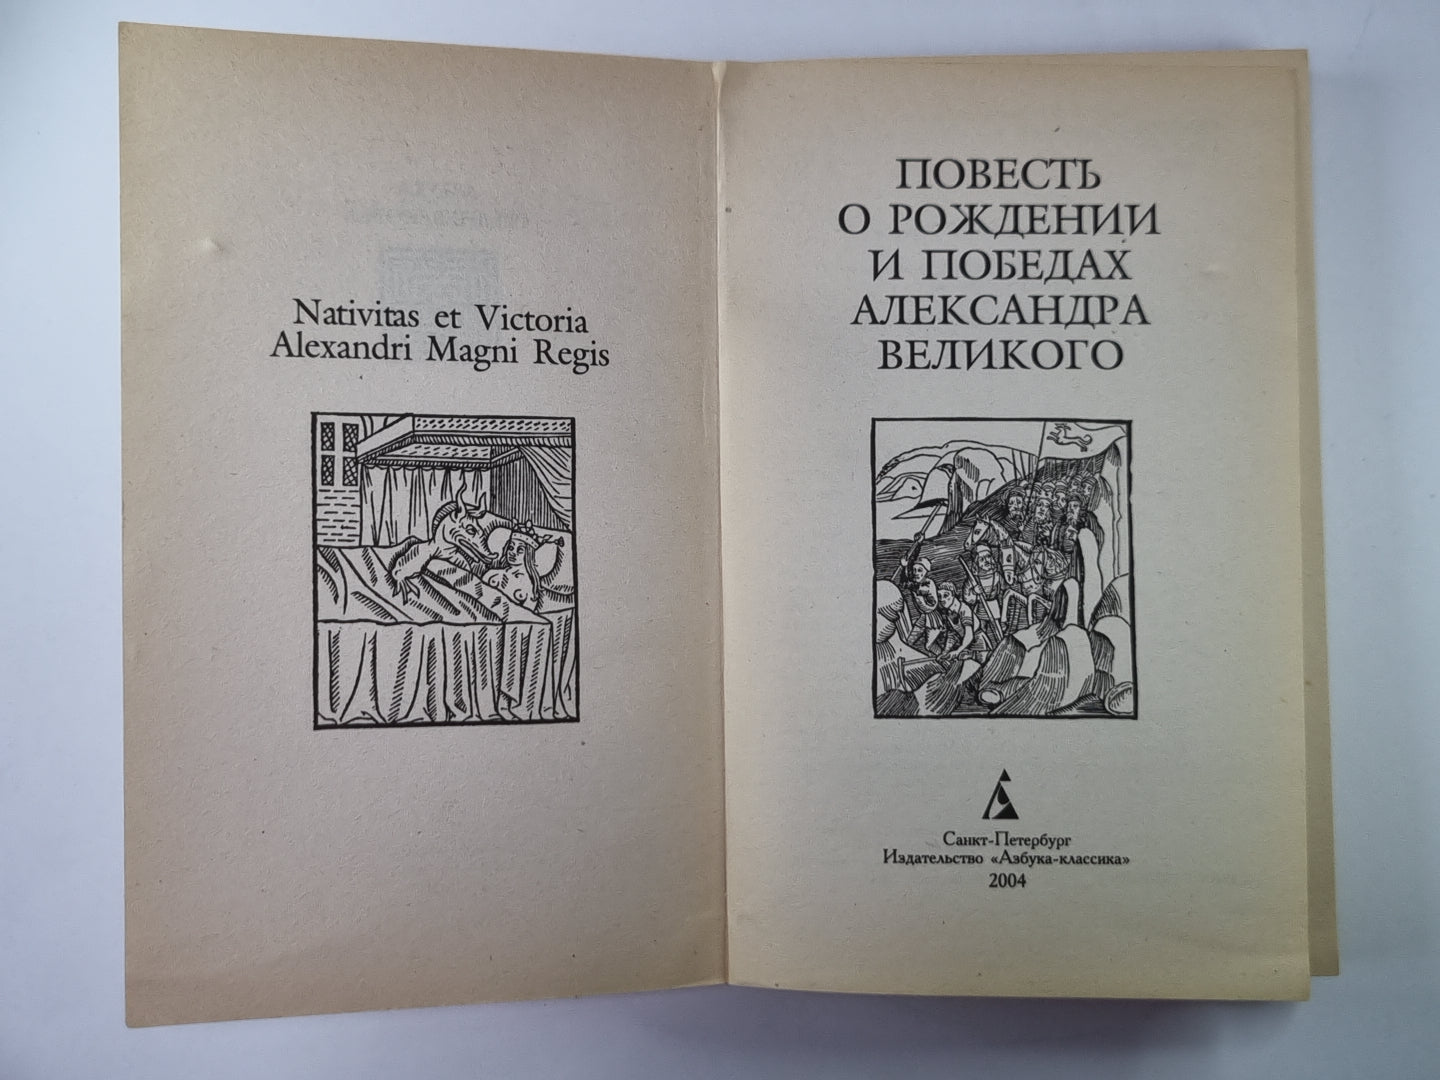 Nativitas et Victoria
Alexandri Magni Regis
ПОВЕСТЬ
О РОЖДЕНИИ
И ПОБЕДАХ
АЛЕКСАНДРА
ВЕЛИКОГО
Санкт-Петербург
Издательство «Азбука-классика»
2004